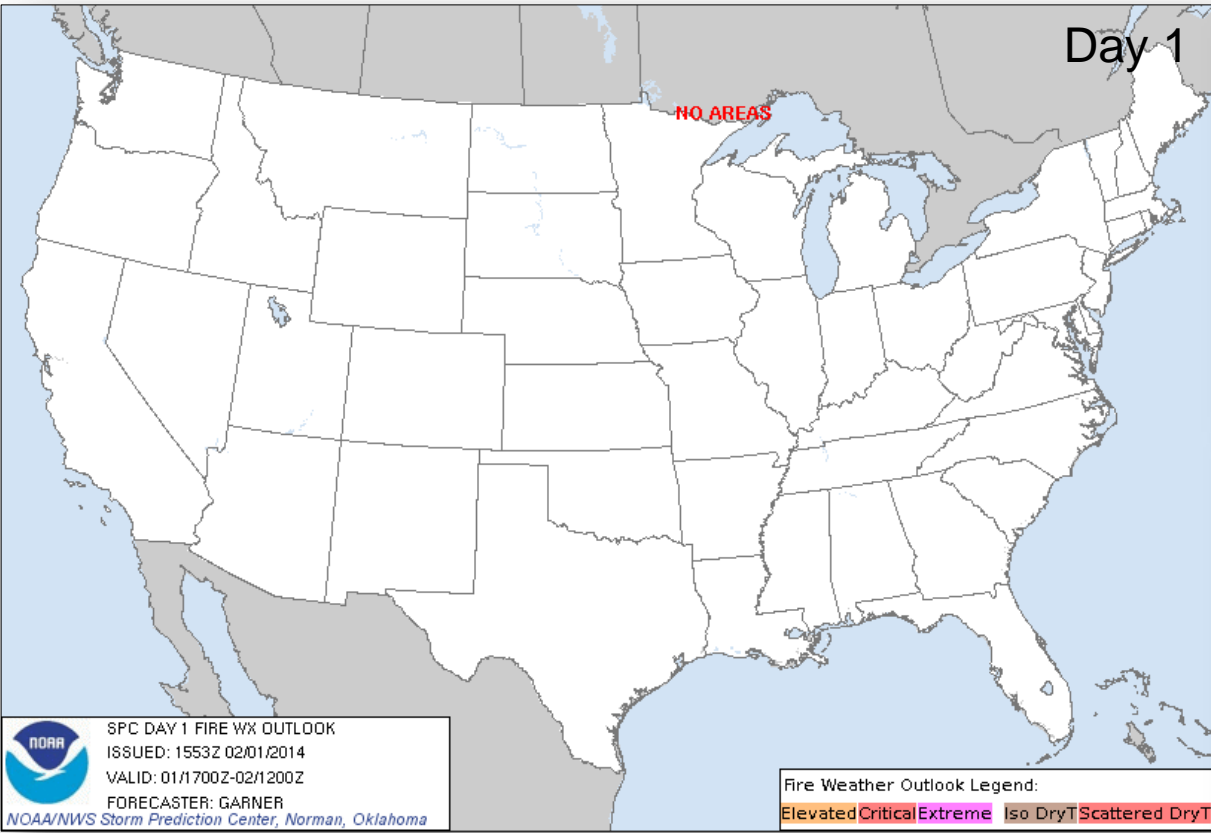 Day 1
NO AREAS
NOAA
SPC DAY 1 FIRE WX OUTLOOK
ISSUED: 1553Z 02/01/2014
VALID: 01/1700Z-02/1200Z
FORECASTER: GARNER
NOAA/NWS Storm Prediction Center, Norman, Oklahoma
Fire Weather Outlook Legend:
Elevated Critical Extreme Iso DryT Scattered DryT